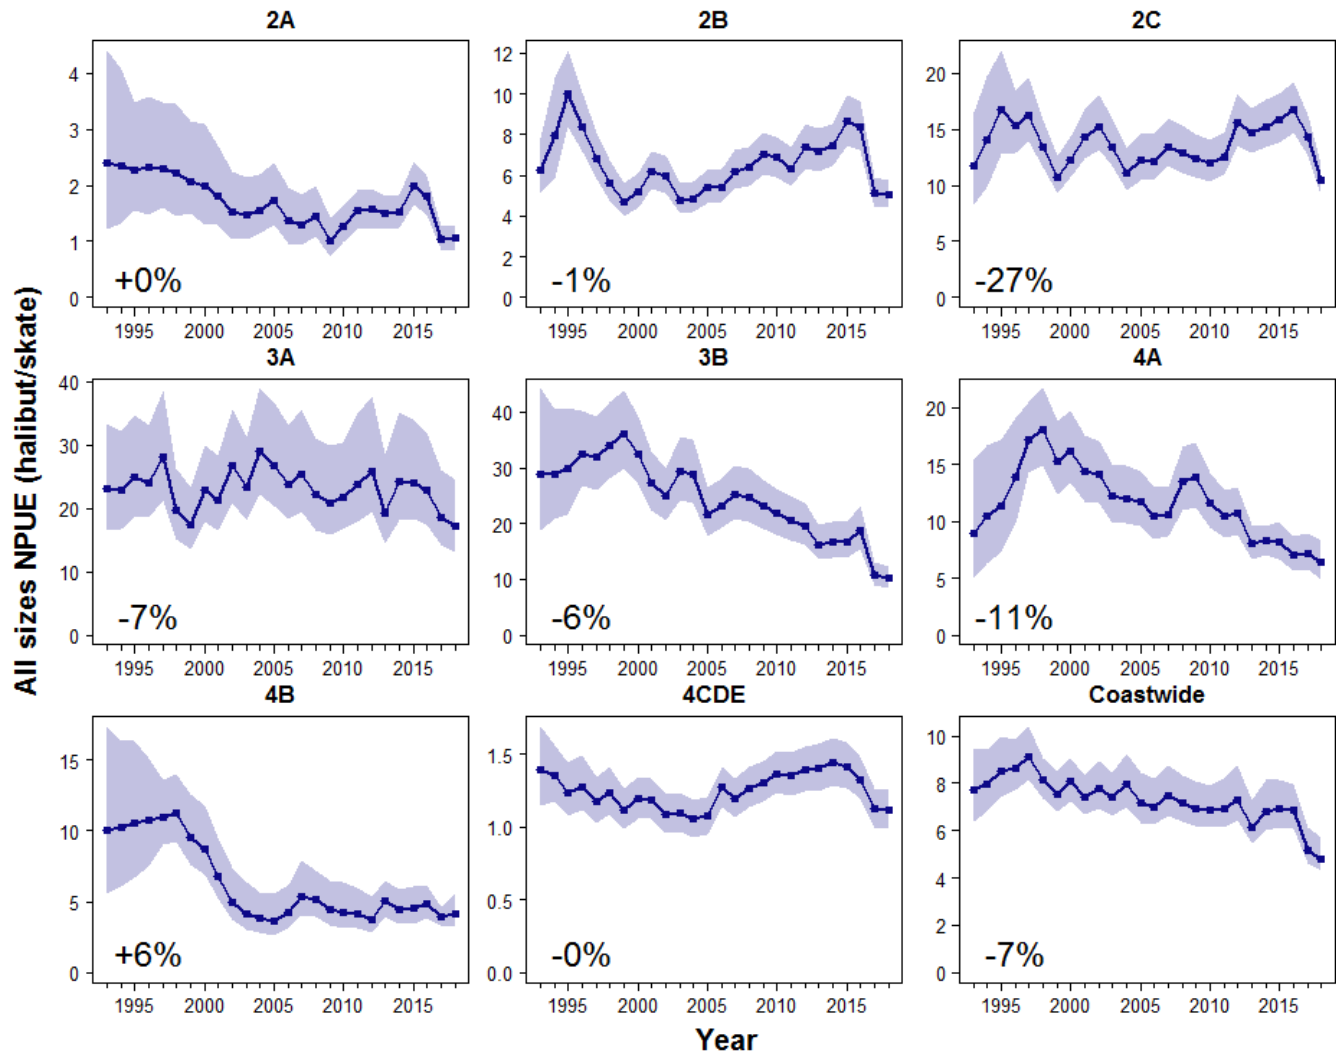 2A 2B 2C
4 3 2 1 0
12 10 8 6 4 2 0
20 15 10 5 0
+0% -1% -27%
1995 2000 2005 2010 2015 1995 2000 2005 2010 2015 1995 2000 2005 2010 2015
3A 3B 4A
40 30 20 10 0
40 30 20 10 0
20 15 10 5 0
-7% -6% -11%
1995 2000 2005 2010 2015 1995 2000 2005 2010 2015 1995 2000 2005 2010 2015
4B 4CDE Coastwide
15 10 5 0
1.5 1.0 0.5 0.0
10 8 6 4 2 0
+6% -0% -7%
1995 2000 2005 2010 2015 1995 2000 2005 2010 2015 1995 2000 2005 2010 2015
All sizes NPUE (halibut/skate)
Year